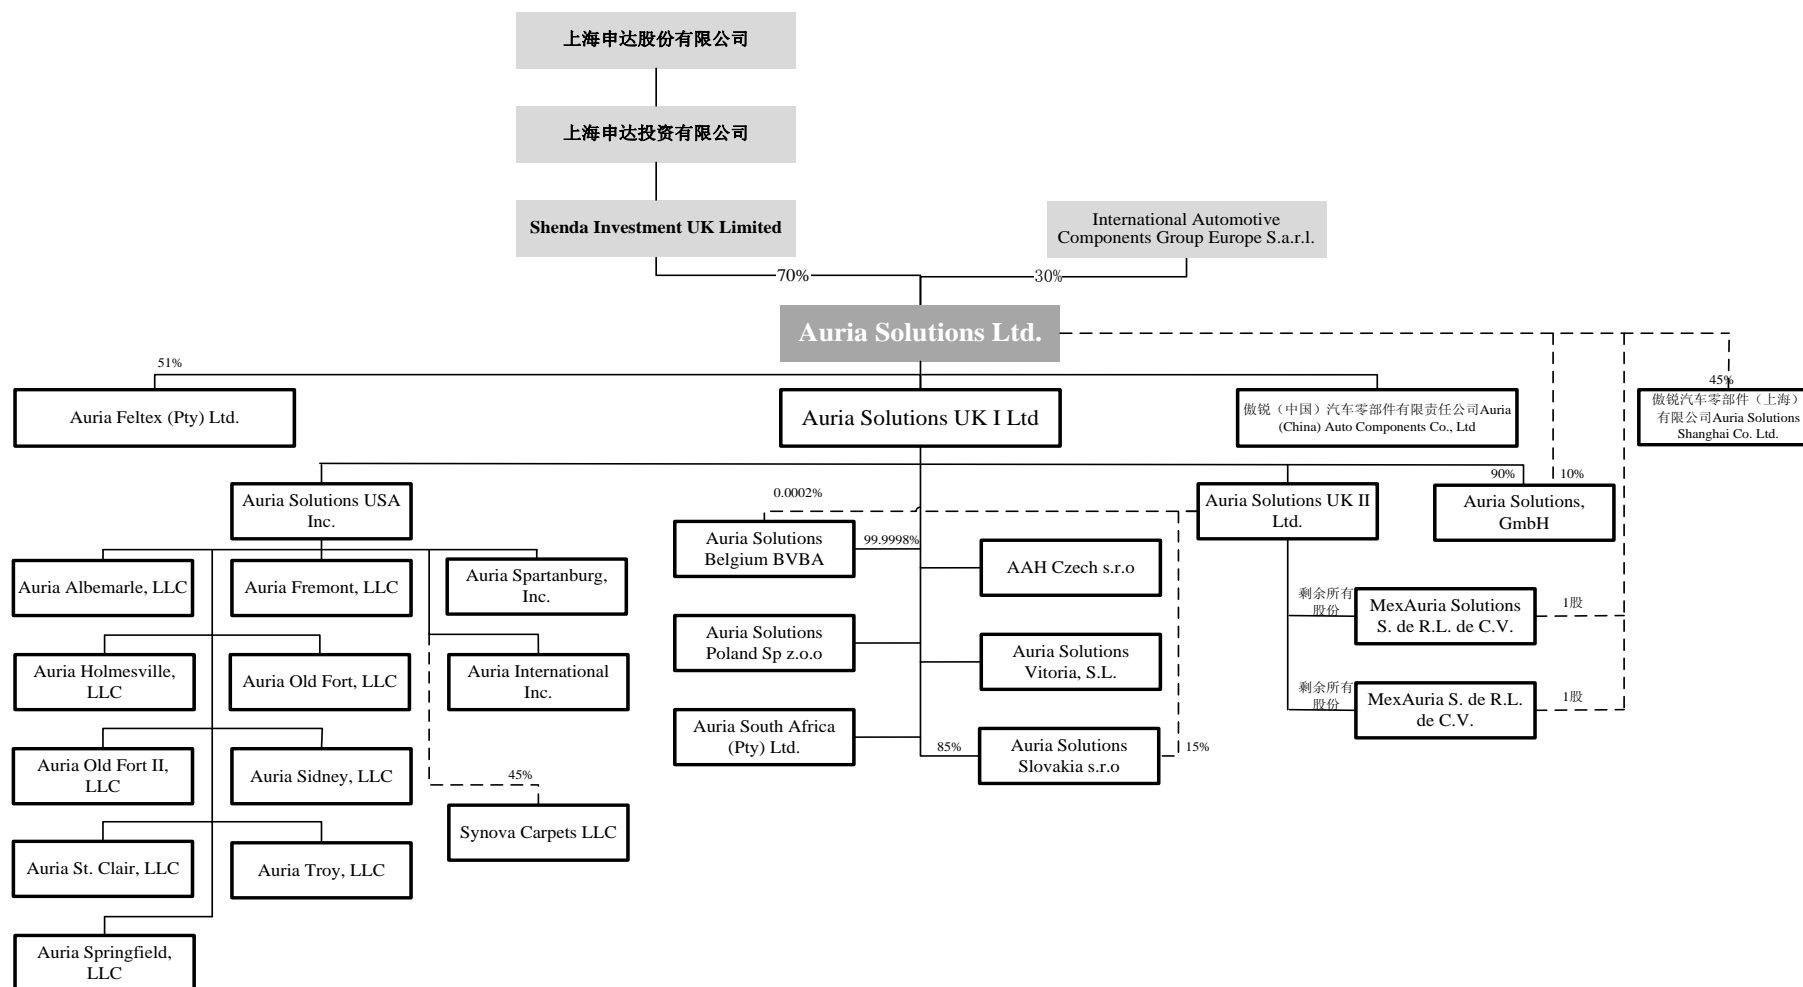 上海申达股份有限公司
上海申达投资有限公司
Shenda Investment UK Limited
International Automotive
Components Group Europe S.a.r.l.
70%
30%
Auria Solutions Ltd.
51%
45%
Auria Feltex (Pty) Ltd.
Auria Solutions UK I Ltd
傲锐（中国）汽车零部件有限责任公司Auria
(China) Auto Components Co., Ltd
傲锐汽车零部件（上海）
有限公司Auria Solutions
Shanghai Co. Ltd.
90%
10%
0.0002%
Auria Solutions USA
Inc.
Auria Solutions UK II
Ltd.
Auria Solutions,
GmbH
Auria Solutions
Belgium BVBA
99.9998%
AAH Czech s.r.o
Auria Albemarle, LLC
Auria Fremont, LLC
Auria Spartanburg,
Inc.
剩余所有
股份
MexAuria Solutions
S. de R.L. de C.V.
1股
Auria Solutions
Poland Sp z.o.o
Auria Solutions
Vitoria, S.L.
Auria Holmesville,
LLC
Auria Old Fort, LLC
Auria International
Inc.
剩余所有
股份
MexAuria S. de R.L.
de C.V.
1股
Auria South Africa
(Pty) Ltd.
85%
Auria Solutions
Slovakia s.r.o
15%
Auria Old Fort II,
LLC
Auria Sidney, LLC
45%
Synova Carpets LLC
Auria St. Clair, LLC
Auria Troy, LLC
Auria Springfield,
LLC